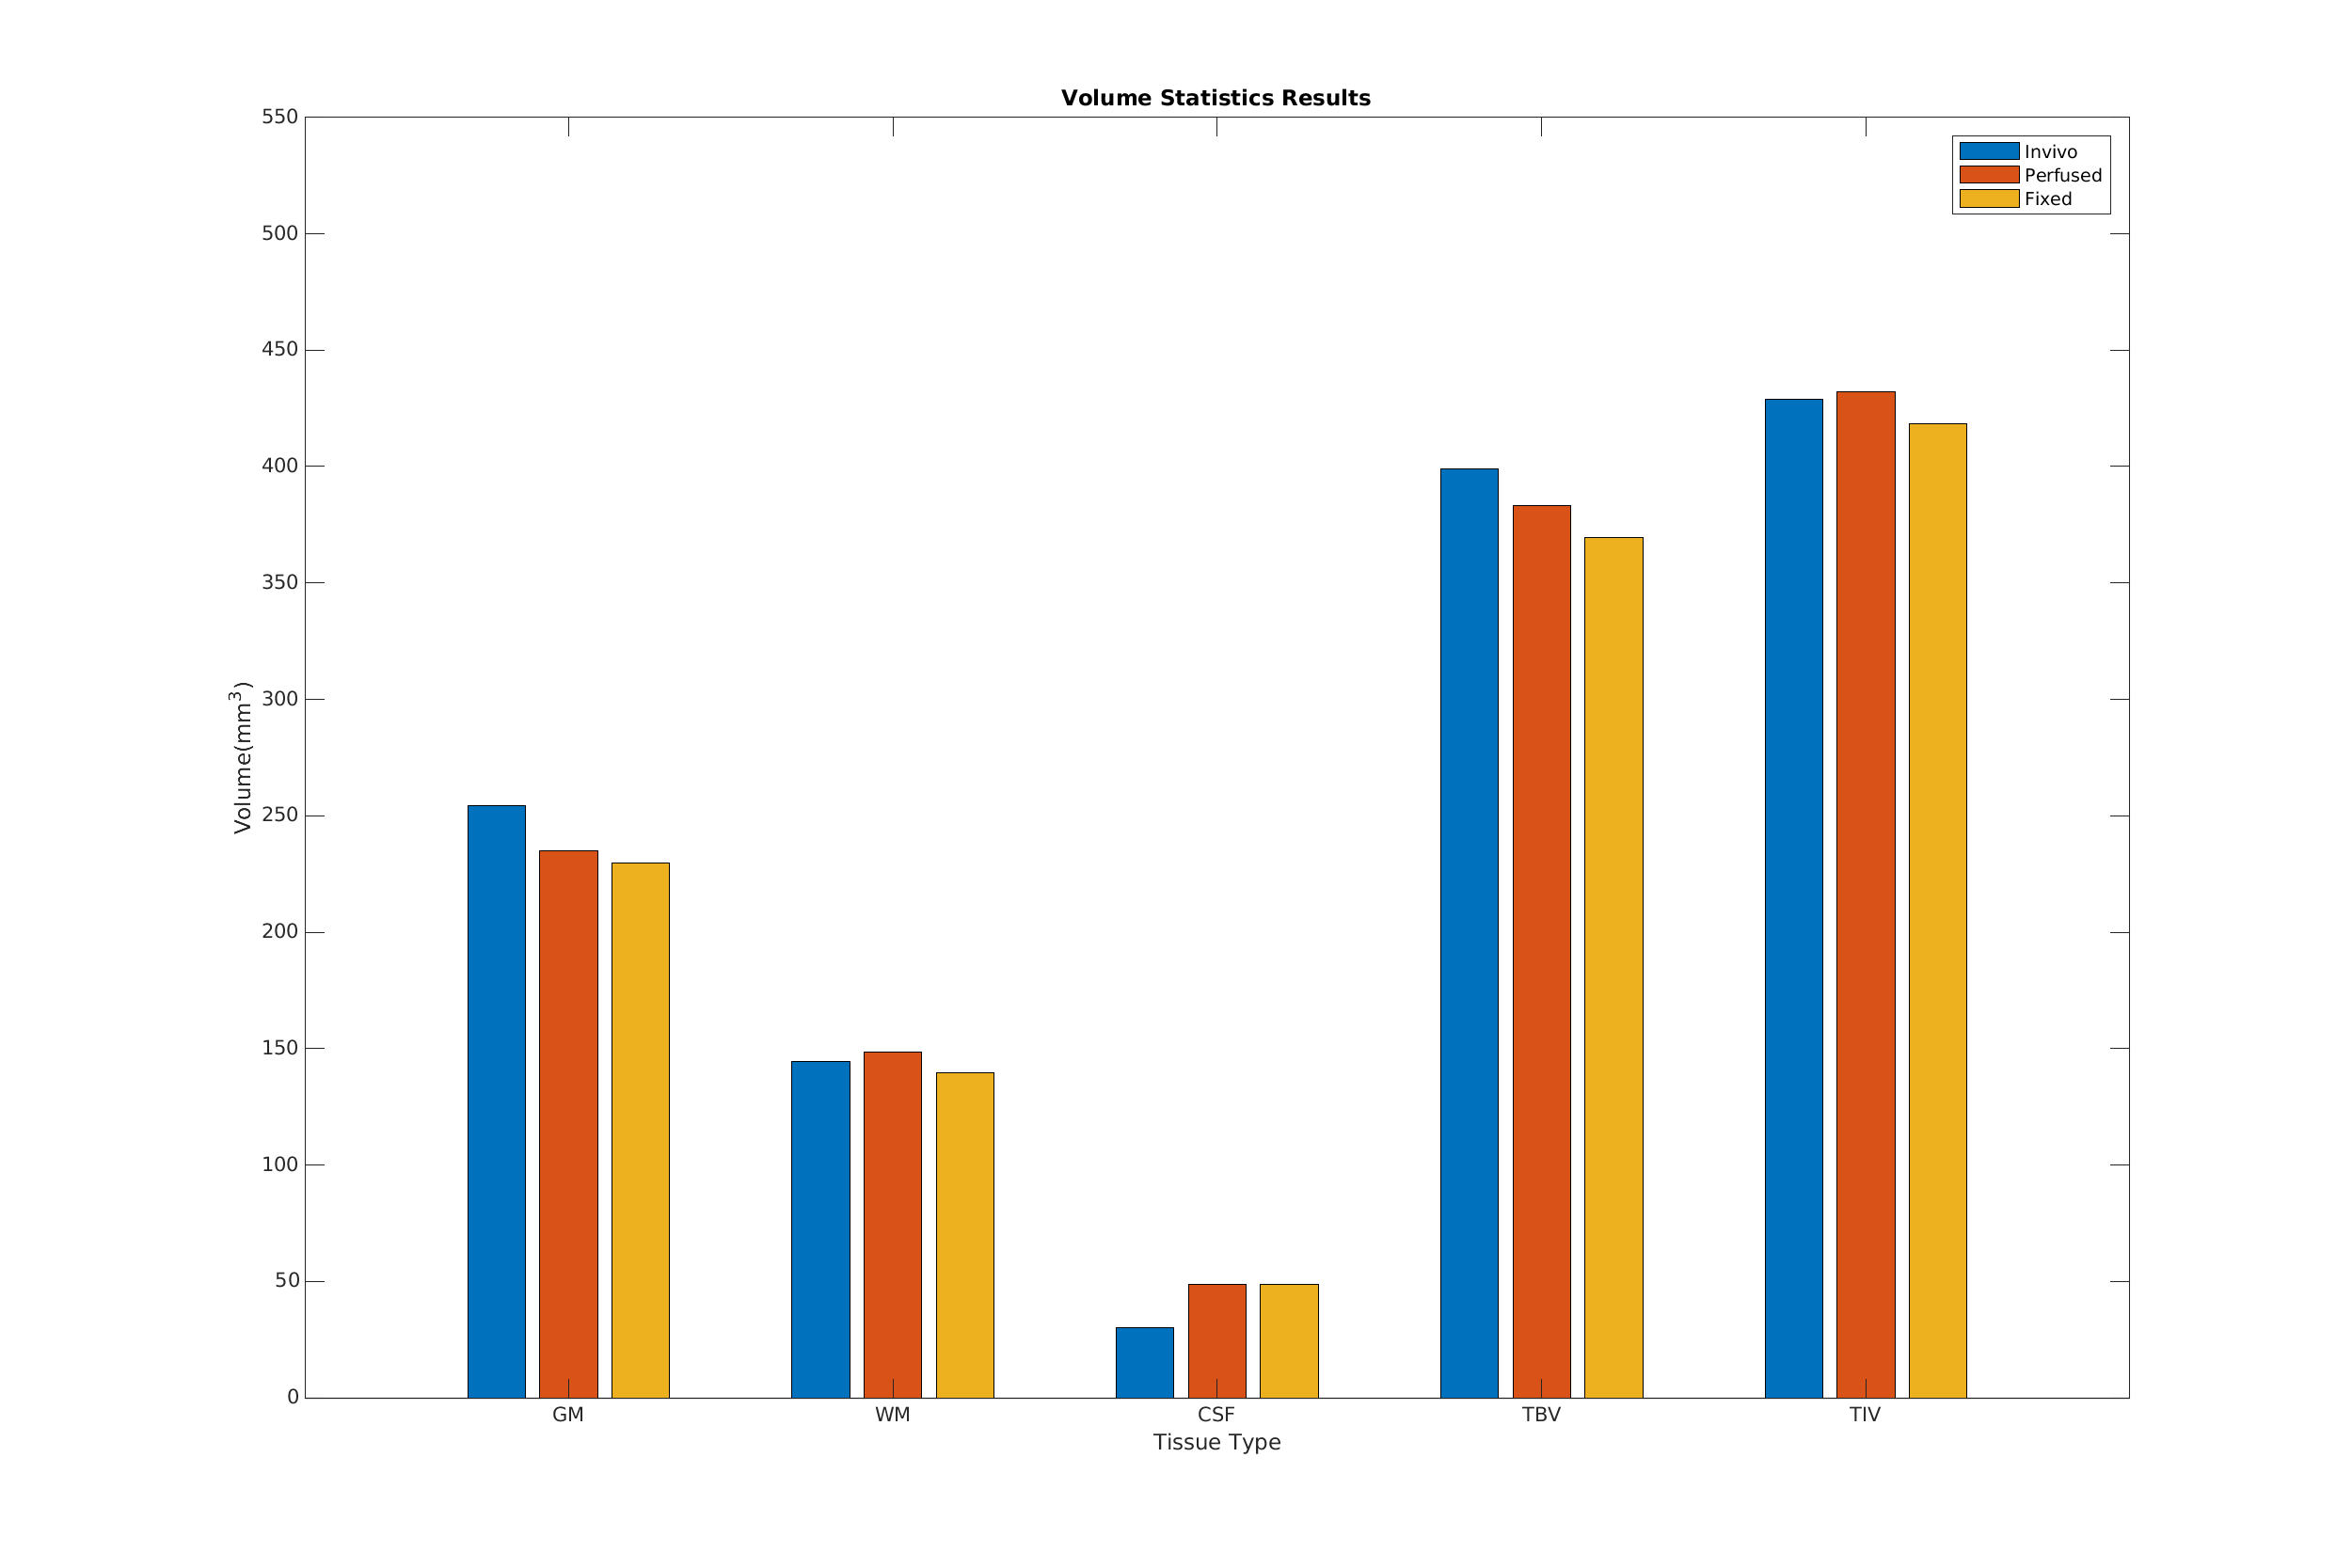 Volume Statistics Results
550
500
450
400
350
300
250
200
150
100
50
0
Volume(mm³)
GM WM CSF TBV TIV
Tissue Type
Invivo
Perfused
Fixed